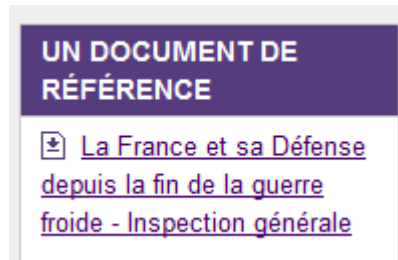 UN DOCUMENT DE
RÉFÉRENCE
La France et sa Défense
depuis la fin de la guerre
froide - Inspection générale